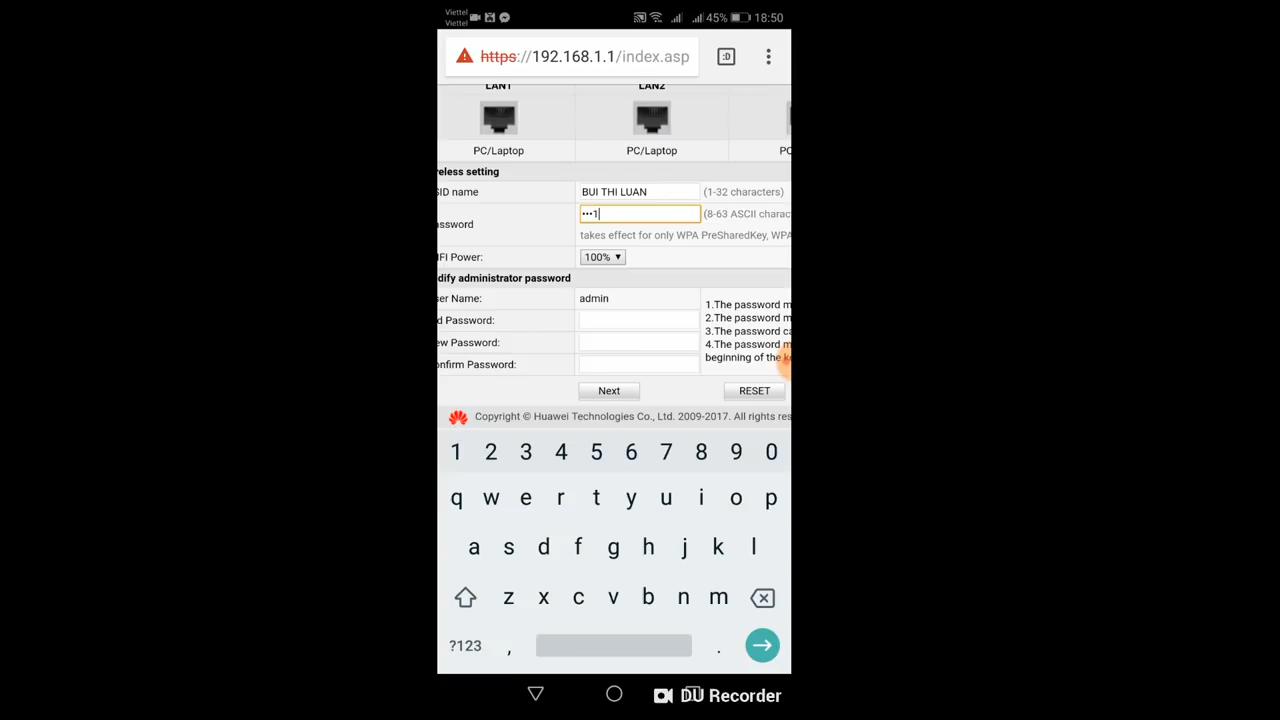 Viettel
Viettel
45% 18:50
https://192.168.1.1/index.asp
:D
LAN1 LAN2
PC/Laptop PC/Laptop PC
reless setting
SID name BUI THI LUAN (1-32 characters)
assword •••1 (8-63 ASCII charac
takes effect for only WPA PreSharedKey, WPA
IFI Power: 100% ▼
dify administrator password
ser Name: admin
1.The password m
d Password:
2.The password m
3.The password ca
ew Password:
4.The password m
beginning of the k
onfirm Password:
Next RESET
Copyright © Huawei Technologies Co., Ltd. 2009-2017. All rights res
1 2 3 4 5 6 7 8 9 0
q w e r t y u i o p
a s d f g h j k l
z x c v b n m
?123 , .
DU Recorder